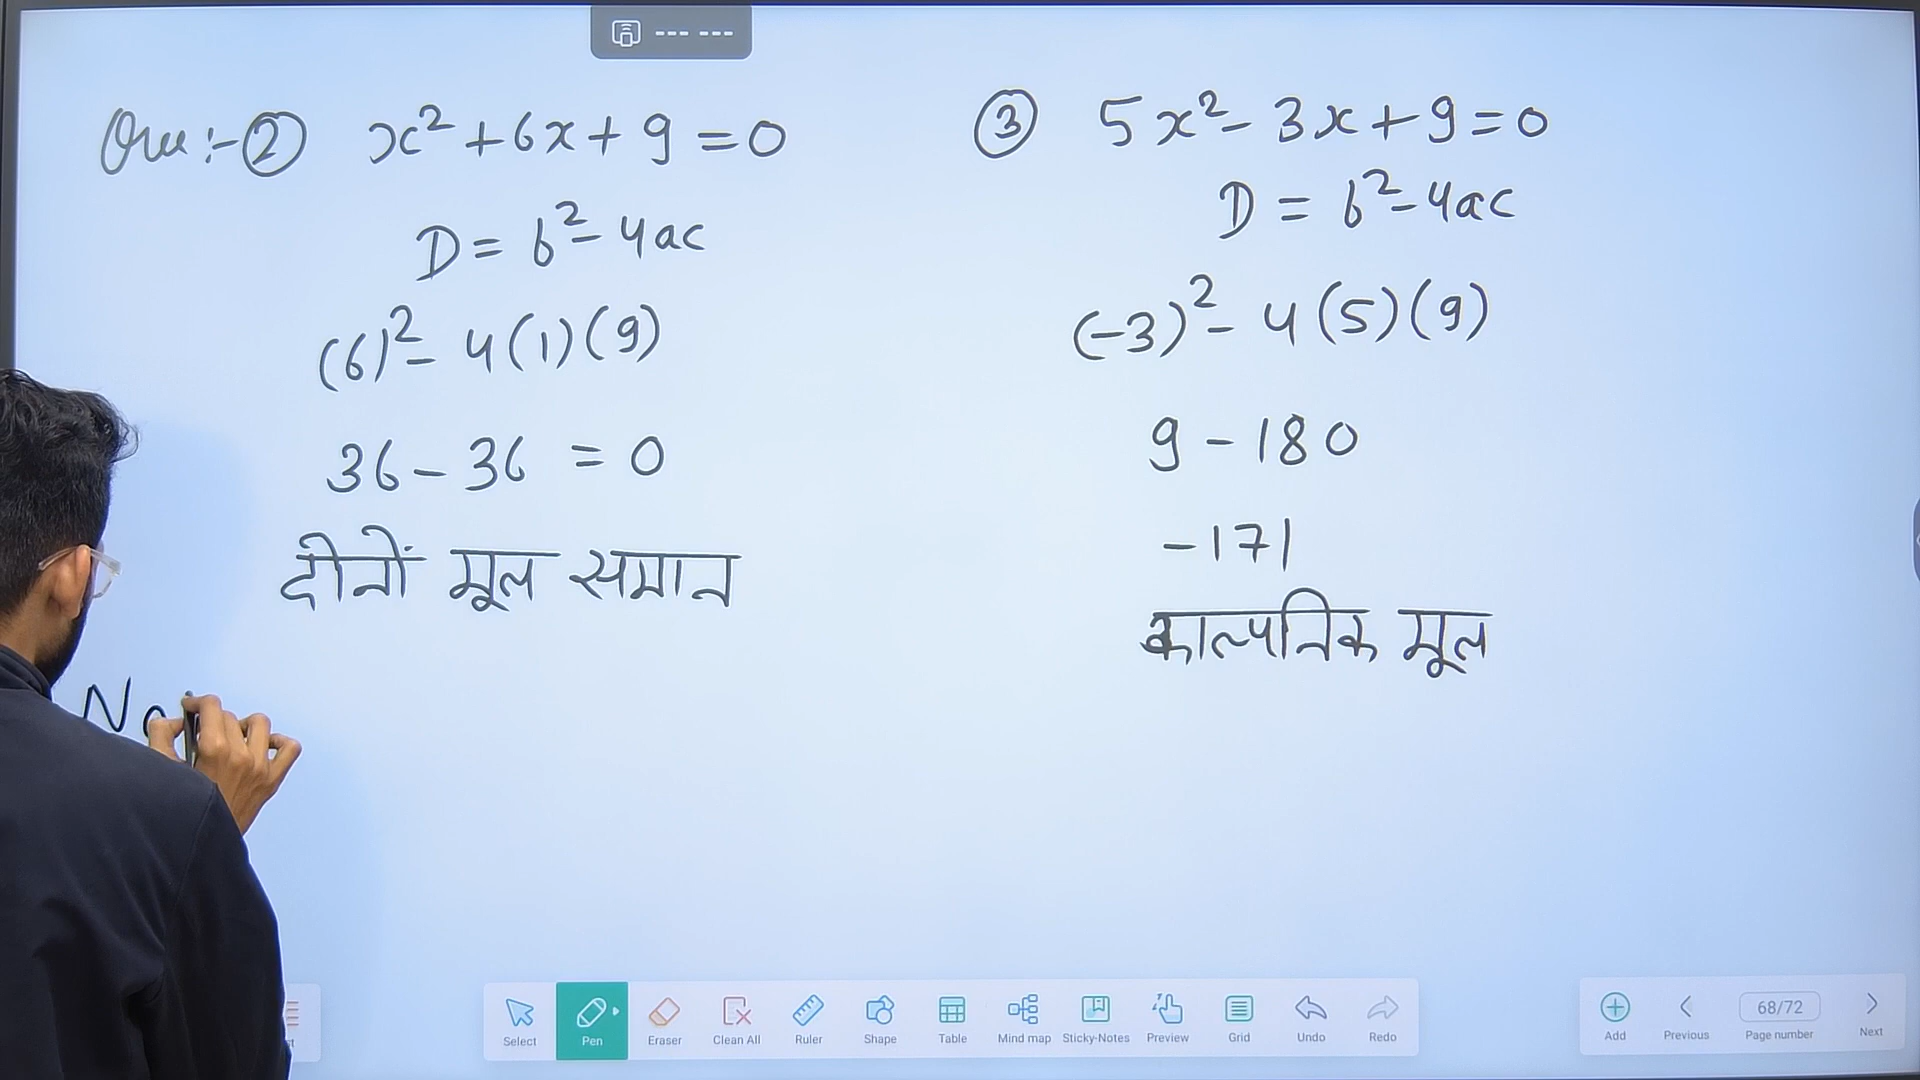 Que :- ② x² + 6x + 9 = 0
D = b² - 4ac
(6)² - 4(1)(9)
36 - 36 = 0
दोनों मूल समान
③ 5x² - 3x + 9 = 0
D = b² - 4ac
(-3)² - 4(5)(9)
9 - 180
-171
काल्पनिक मूल
No
Select Pen Eraser Clean All Ruler Shape Table Mind map Sticky-Notes Preview Grid Undo Redo
Add Previous 68/72 Page number Next